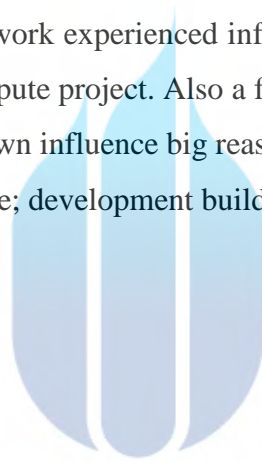 work experienced inf
pute project. Also a f
wn influence big reas
e; development build